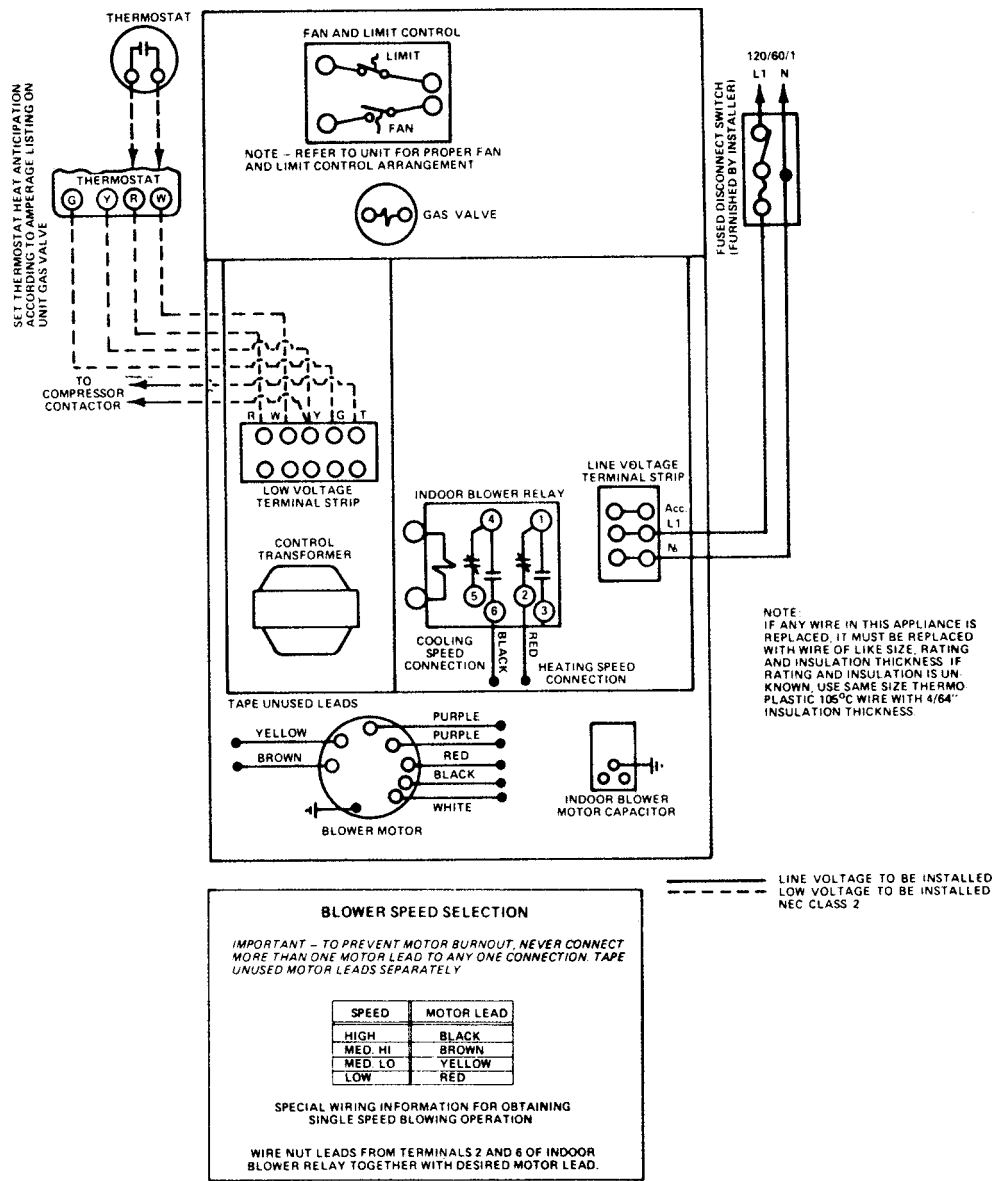 THERMOSTAT
FAN AND LIMIT CONTROL
LIMIT
FAN
NOTE – REFER TO UNIT FOR PROPER FAN
AND LIMIT CONTROL ARRANGEMENT
GAS VALVE
120/60/1
L1 N
FUSED DISCONNECT SWITCH
(FURNISHED BY INSTALLER)
THERMOSTAT
G Y R W
SET THERMOSTAT HEAT ANTICIPATION
ACCORDING TO AMPERAGE LISTING ON
UNIT GAS VALVE
TO
COMPRESSOR
CONTACTOR
R W Y G T
LOW VOLTAGE
TERMINAL STRIP
CONTROL
TRANSFORMER
INDOOR BLOWER RELAY
4 1
5 2
6 3
COOLING
SPEED
CONNECTION
BLACK
RED
HEATING SPEED
CONNECTION
LINE VOLTAGE
TERMINAL STRIP
Acc.
L1
N
NOTE:
IF ANY WIRE IN THIS APPLIANCE IS
REPLACED, IT MUST BE REPLACED
WITH WIRE OF LIKE SIZE, RATING
AND INSULATION THICKNESS. IF
RATING AND INSULATION IS UN-
KNOWN, USE SAME SIZE THERMO-
PLASTIC 105°C WIRE WITH 4/64"
INSULATION THICKNESS.
TAPE UNUSED LEADS
YELLOW
BROWN
PURPLE
PURPLE
RED
BLACK
WHITE
BLOWER MOTOR
INDOOR BLOWER
MOTOR CAPACITOR
LINE VOLTAGE TO BE INSTALLED
LOW VOLTAGE TO BE INSTALLED
NEC CLASS 2
BLOWER SPEED SELECTION
IMPORTANT – TO PREVENT MOTOR BURNOUT, NEVER CONNECT
MORE THAN ONE MOTOR LEAD TO ANY ONE CONNECTION. TAPE
UNUSED MOTOR LEADS SEPARATELY
SPEED MOTOR LEAD
HIGH BLACK
MED. HI BROWN
MED. LO YELLOW
LOW RED
SPECIAL WIRING INFORMATION FOR OBTAINING
SINGLE SPEED BLOWING OPERATION
WIRE NUT LEADS FROM TERMINALS 2 AND 6 OF INDOOR
BLOWER RELAY TOGETHER WITH DESIRED MOTOR LEAD.